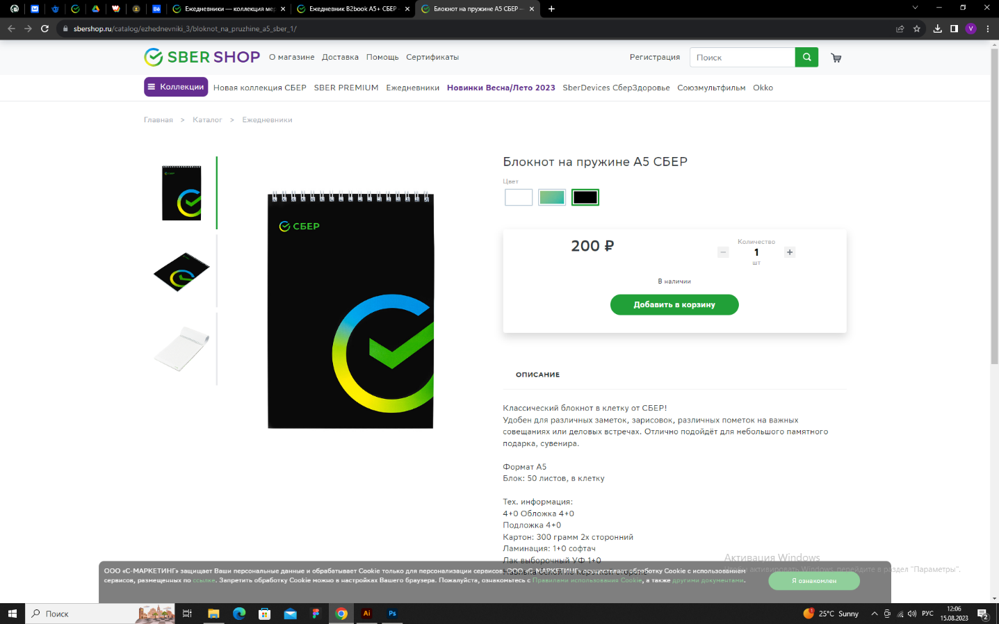 Ежедневники — коллекция мер
Ежедневник B2book А5+ СБЕР
Блокнот на пружине А5 СБЕР —
sbershop.ru/catalog/ezhednevniki_3/bloknot_na_pruzhine_a5_sber_1/
V
SBER SHOP
О магазине Доставка Помощь Сертификаты
Регистрация
Поиск
Коллекции
Новая коллекция СБЕР SBER PREMIUM Ежедневники Новинки Весна/Лето 2023 SberDevices СберЗдоровье Союзмультфильм Okko
Главная > Каталог > Ежедневники
СБЕР
Блокнот на пружине А5 СБЕР
Цвет
200 ₽
Количество
− 1 +
шт
В наличии
Добавить в корзину
ОПИСАНИЕ
Классический блокнот в клетку от СБЕР!
Удобен для различных заметок, зарисовок, различных пометок на важных
совещаниях или деловых встречах. Отлично подойдёт для небольшого памятного
подарка, сувенира.
Формат А5
Блок: 50 листов, в клетку
Тех. информация:
4+0 Обложка 4+0
Подложка 4+0
Картон: 300 грамм 2х сторонний
Ламинация: 1+0 софтач
Лак выборочный УФ 1+0
Активация Windows
Чтобы активировать Windows, перейдите в раздел "Параметры".
ООО «С-МАРКЕТИНГ» защищает Ваши персональные данные и обрабатывает Cookie только для персонализации сервисов. ООО «С-МАРКЕТИНГ» осуществляет обработку Cookie с использованием
сервисов, размещенных по ссылке. Запретить обработку Cookie можно в настройках Вашего браузера. Пожалуйста, ознакомьтесь с Правилами использования Cookie, а также другими документами.
Я ознакомлен
Поиск
Ai
Ps
25°C Sunny
РУС
12:06
15.08.2023
2